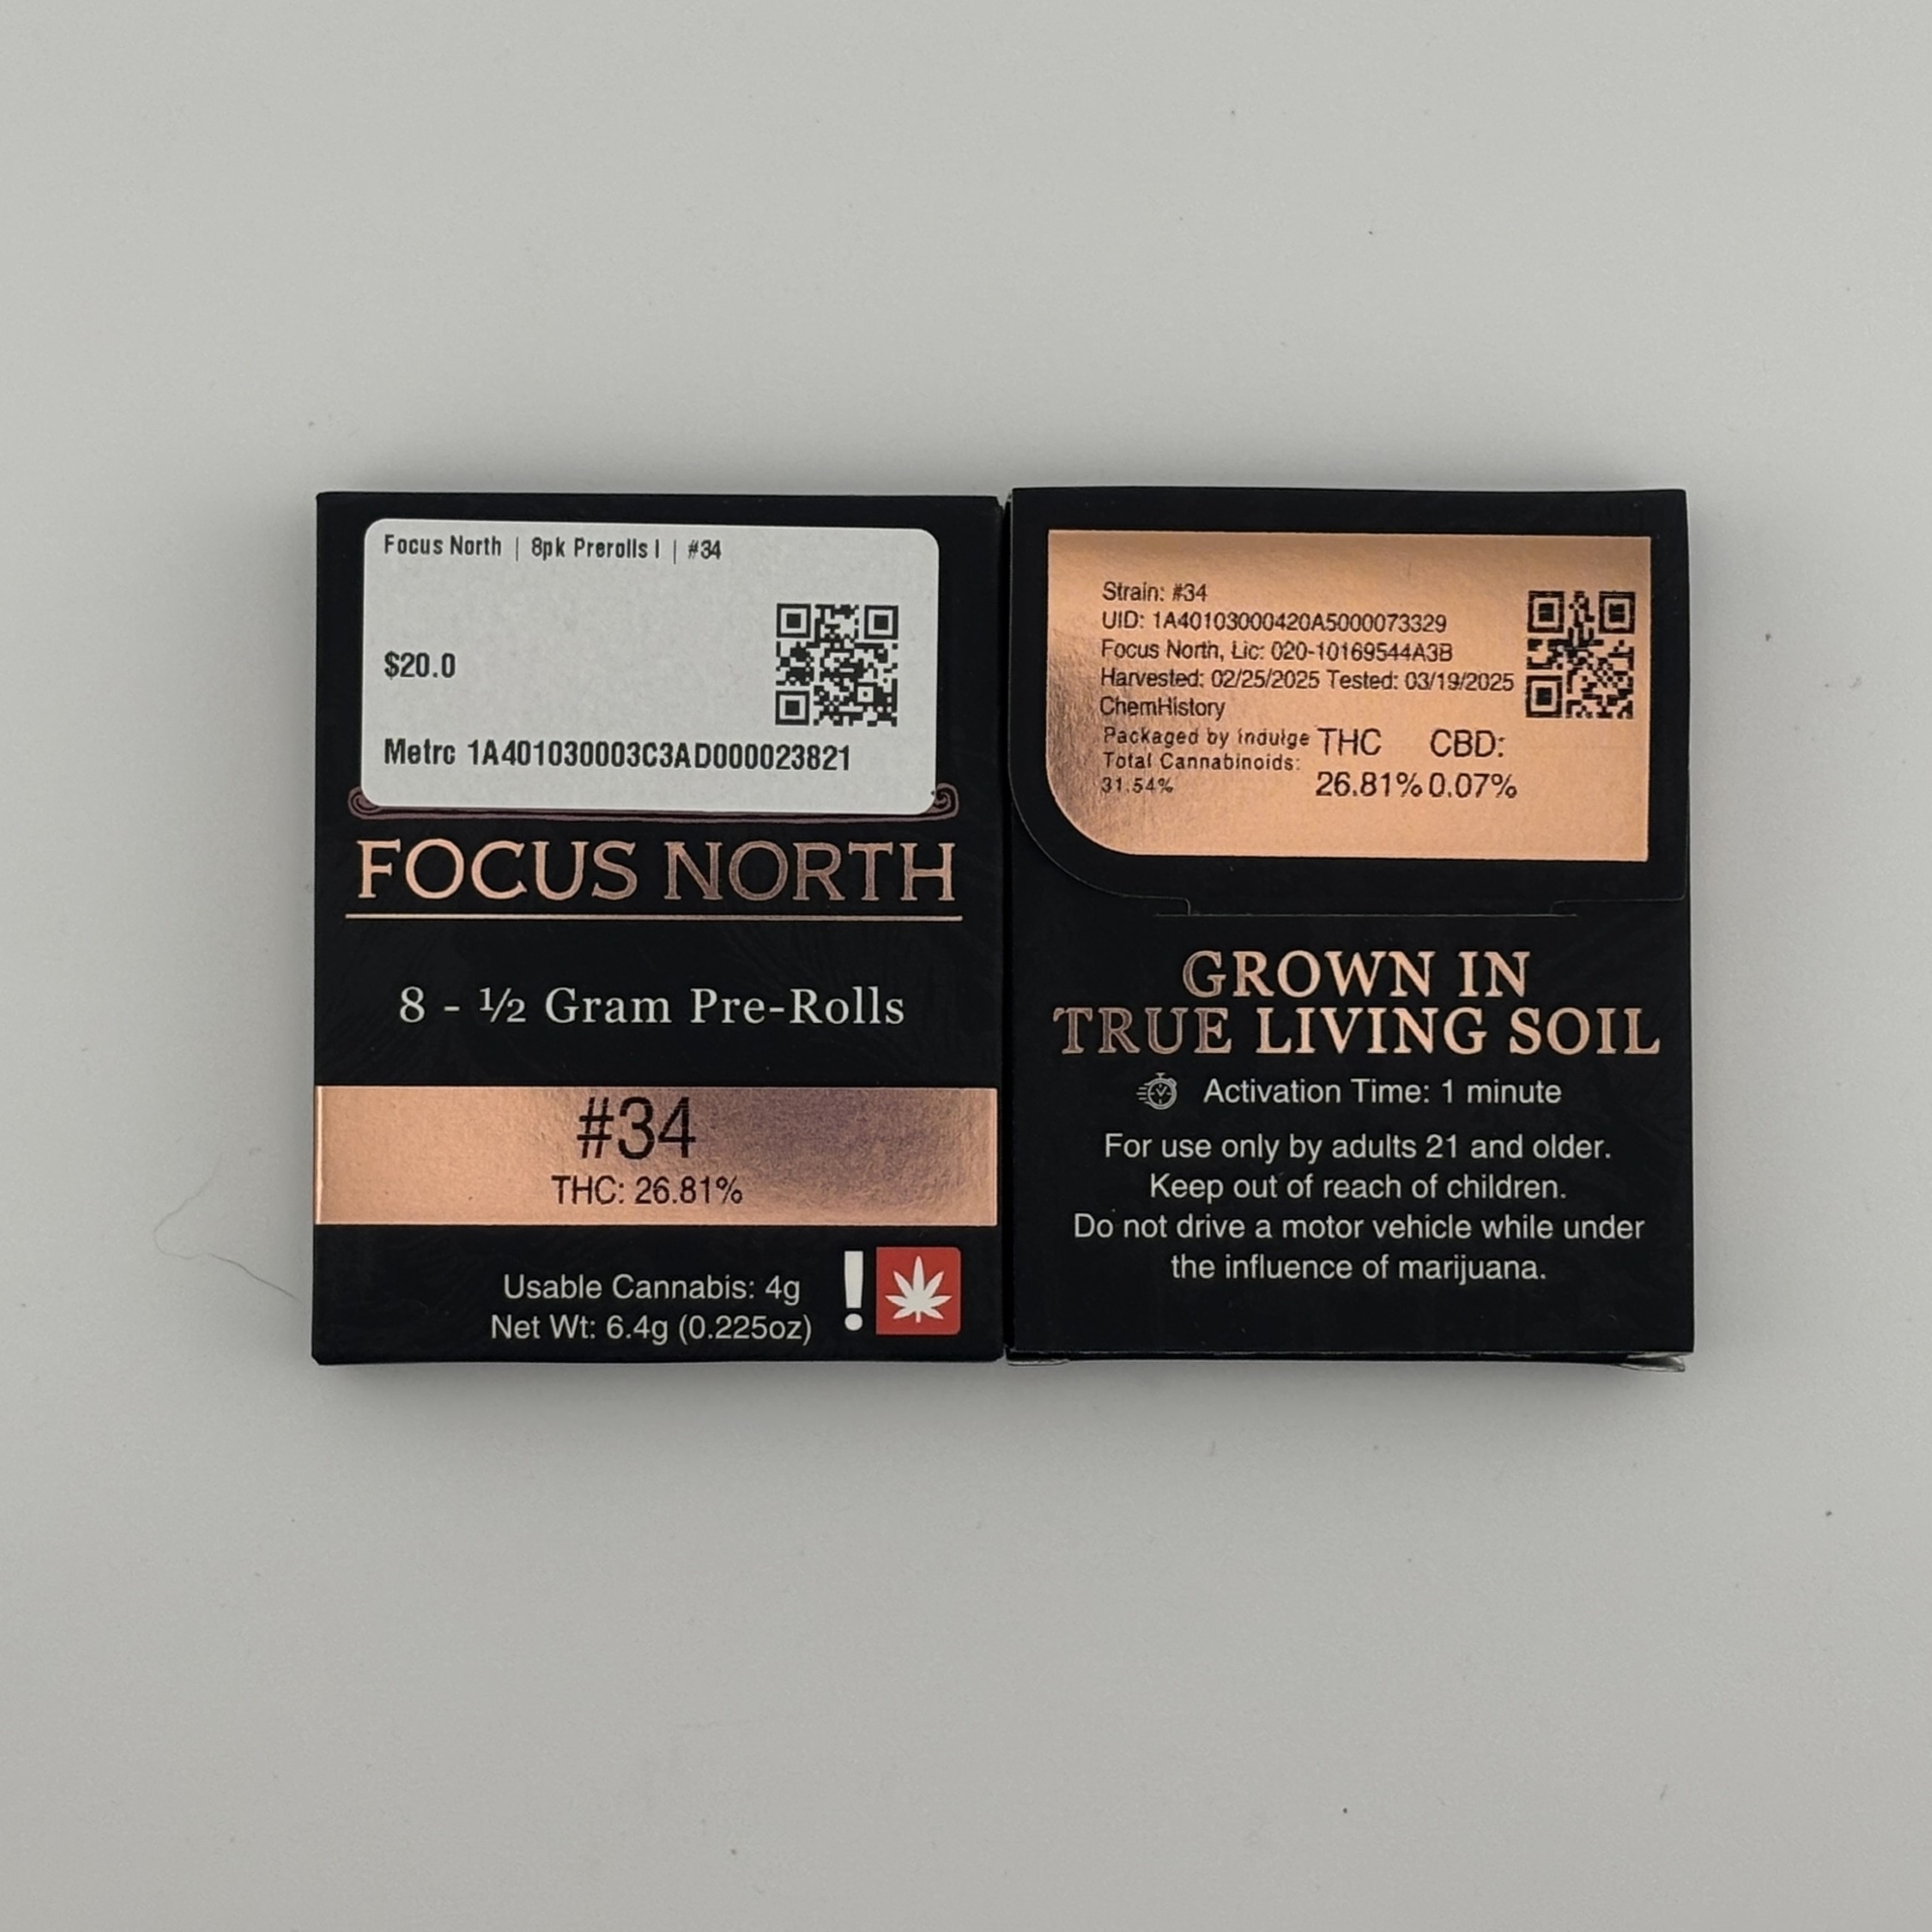 Focus North | 8pk Prerolls I | #34
$20.0
Metrc 1A401030003C3AD000023821
FOCUS NORTH
8 - ½ Gram Pre-Rolls
#34
THC: 26.81%
Usable Cannabis: 4g
Net Wt: 6.4g (0.225oz)
!
Strain: #34
UID: 1A40103000420A5000073329
Focus North, Lic: 020-10169544A3B
Harvested: 02/25/2025 Tested: 03/19/2025
ChemHistory
Packaged by Indulge
Total Cannabinoids:
31.54%
THC CBD:
26.81% 0.07%
GROWN IN
TRUE LIVING SOIL
Activation Time: 1 minute
For use only by adults 21 and older.
Keep out of reach of children.
Do not drive a motor vehicle while under
the influence of marijuana.